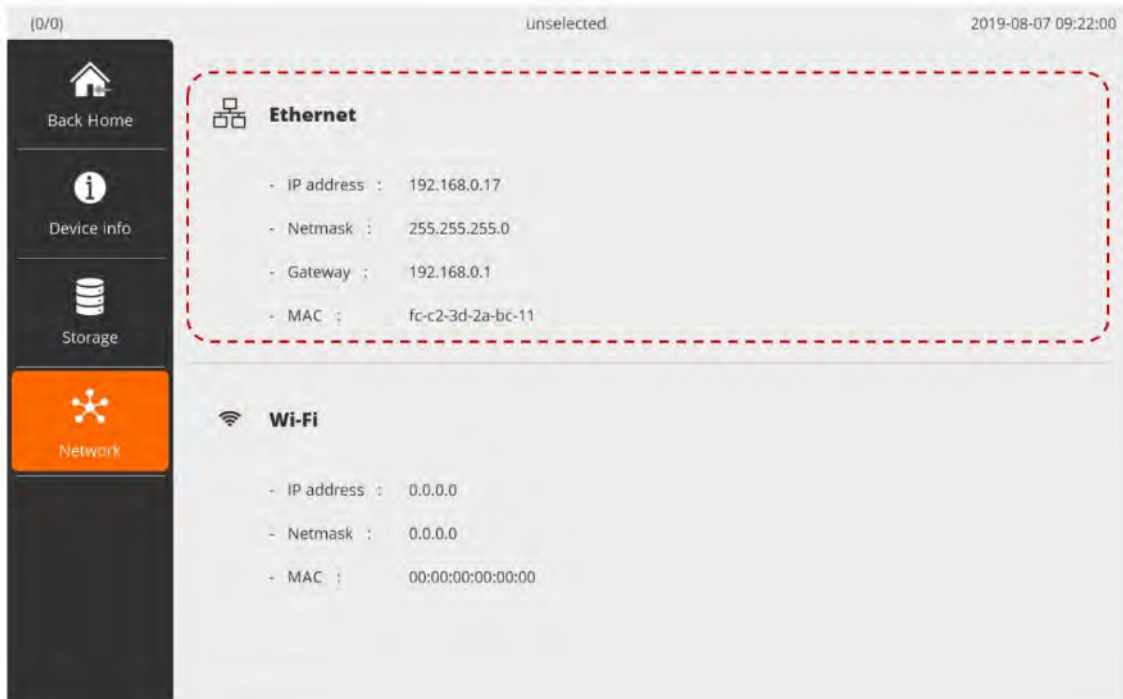 (0/0) unselected 2019-08-07 09:22:00
Back Home
Device info
Storage
Network
Ethernet
- IP address : 192.168.0.17
- Netmask : 255.255.255.0
- Gateway : 192.168.0.1
- MAC : fc-c2-3d-2a-bc-11
Wi-Fi
- IP address : 0.0.0.0
- Netmask : 0.0.0.0
- MAC : 00:00:00:00:00:00